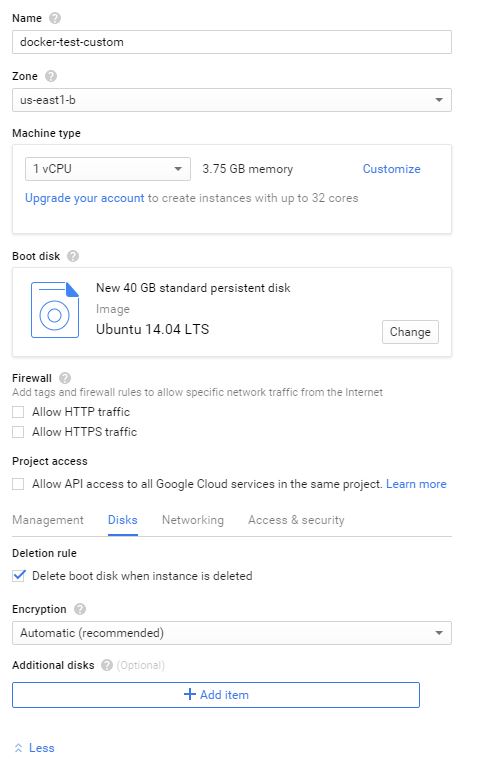 Name
docker-test-custom
Zone
us-east1-b
Machine type
1 vCPU 3.75 GB memory Customize
Upgrade your account to create instances with up to 32 cores
Boot disk
New 40 GB standard persistent disk
Image
Ubuntu 14.04 LTS
Change
Firewall
Add tags and firewall rules to allow specific network traffic from the Internet
Allow HTTP traffic
Allow HTTPS traffic
Project access
Allow API access to all Google Cloud services in the same project. Learn more
Management Disks Networking Access & security
Deletion rule
Delete boot disk when instance is deleted
Encryption
Automatic (recommended)
Additional disks (Optional)
Add item
Less